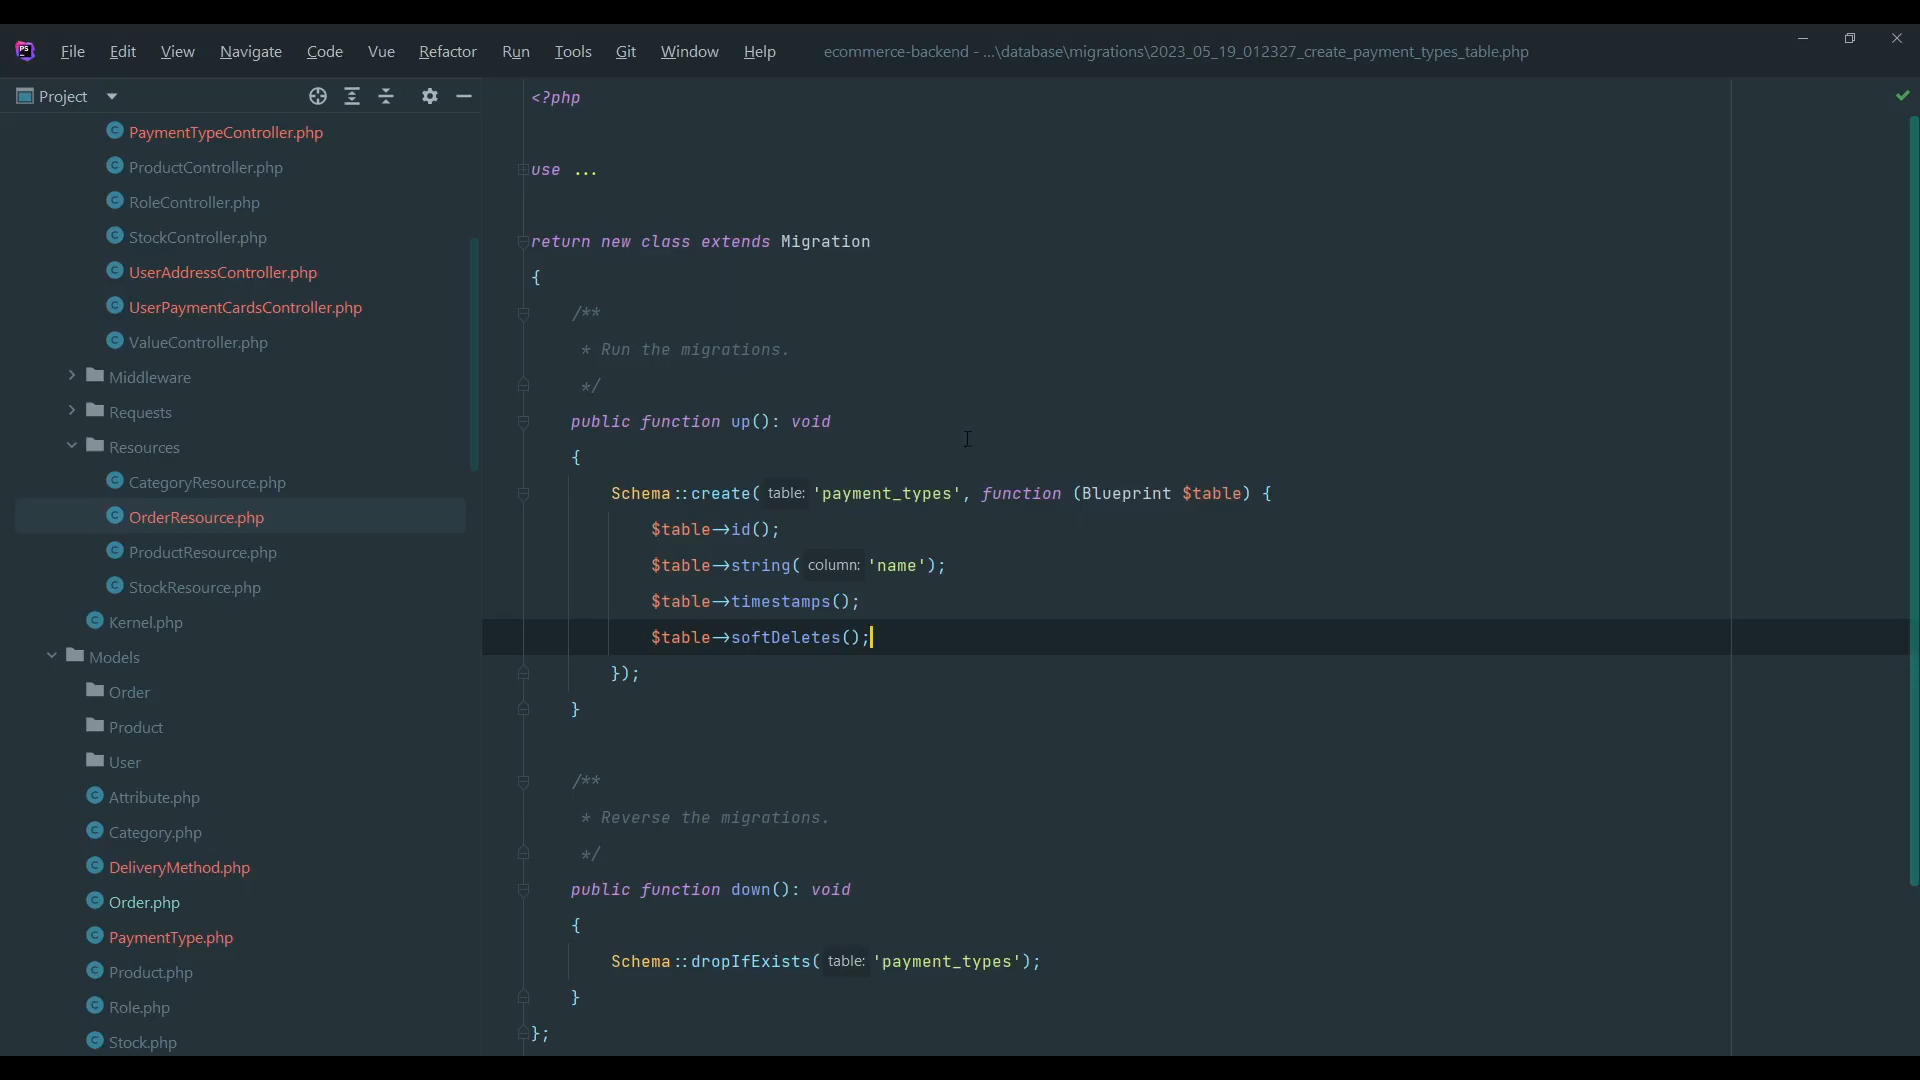 PS File Edit View Navigate Code Vue Refactor Run Tools Git Window Help ecommerce-backend - ...\database\migrations\2023_05_19_012327_create_payment_types_table.php
Project
PaymentTypeController.php
ProductController.php
RoleController.php
StockController.php
UserAddressController.php
UserPaymentCardsController.php
ValueController.php
Middleware
Requests
Resources
CategoryResource.php
OrderResource.php
ProductResource.php
StockResource.php
Kernel.php
Models
Order
Product
User
Attribute.php
Category.php
DeliveryMethod.php
Order.php
PaymentType.php
Product.php
Role.php
Stock.php
<?php
use ...
return new class extends Migration
{
/**
* Run the migrations.
*/
public function up(): void
{
Schema::create( table: 'payment_types', function (Blueprint $table) {
$table->id();
$table->string( column: 'name');
$table->timestamps();
$table->softDeletes();
});
}
/**
* Reverse the migrations.
*/
public function down(): void
{
Schema::dropIfExists( table: 'payment_types');
}
};